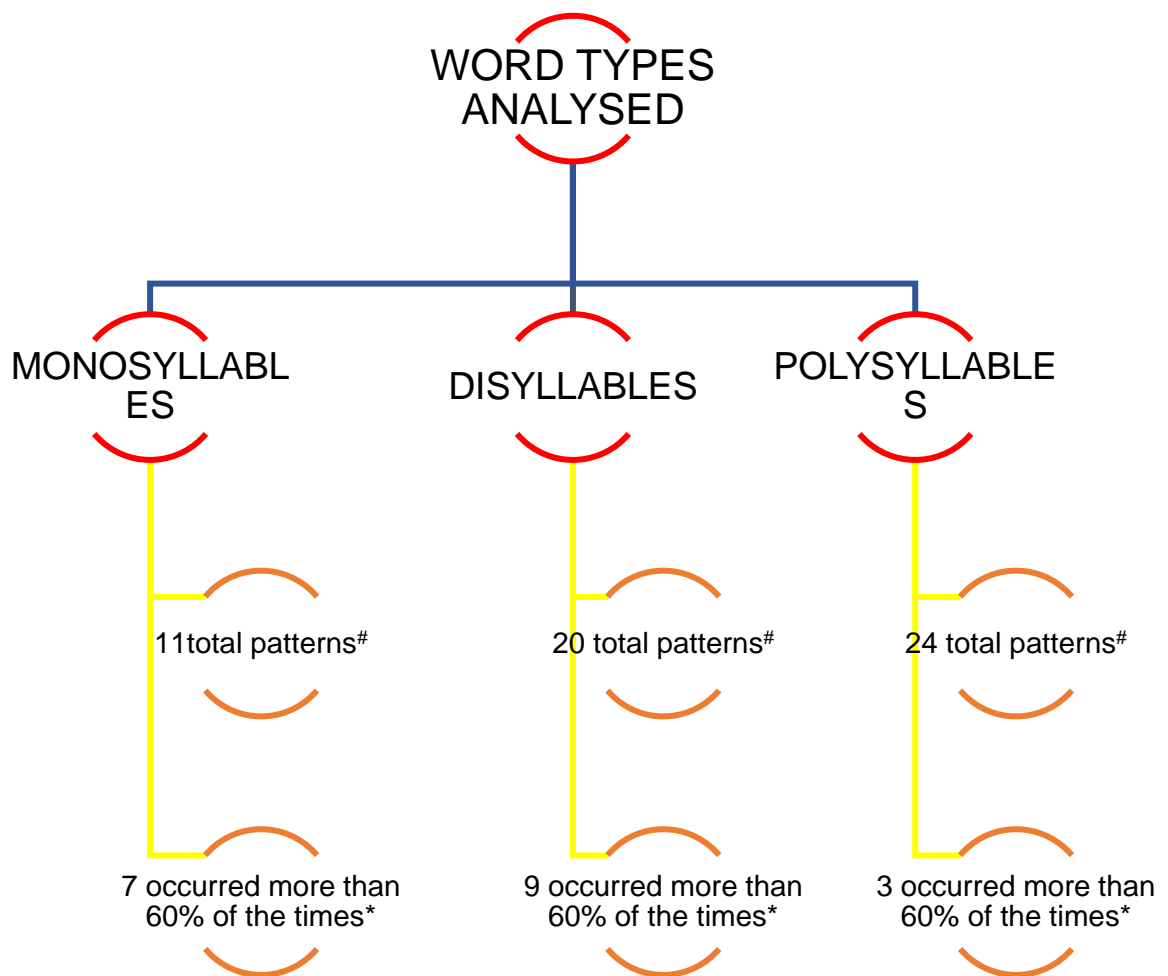 WORD TYPES
ANALYSED
MONOSYLLABL
ES
DISYLLABLES
POLYSYLLABLE
S
11total patterns#
20 total patterns#
24 total patterns#
7 occurred more than
60% of the times*
9 occurred more than
60% of the times*
3 occurred more than
60% of the times*